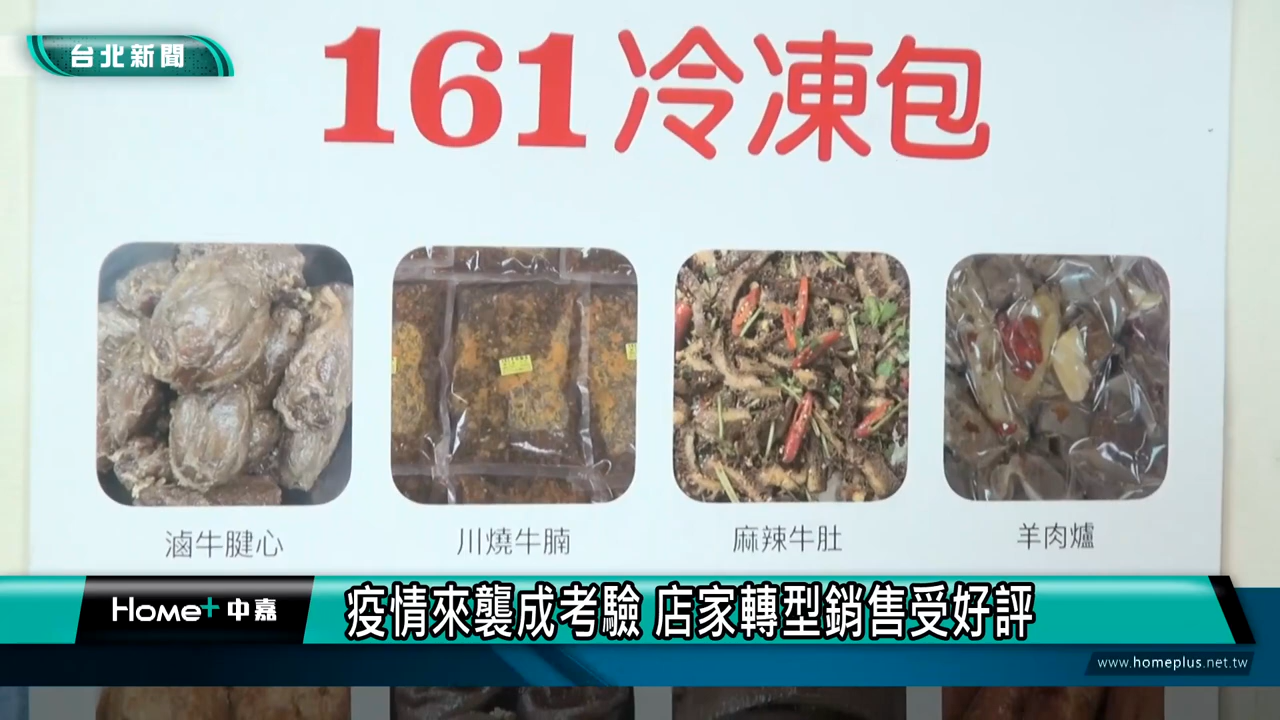 台北新聞
161冷凍包
滷牛腱心
川燒牛腩
麻辣牛肚
羊肉爐
Home+中嘉
疫情來襲成考驗 店家轉型銷售受好評
www.homeplus.net.tw